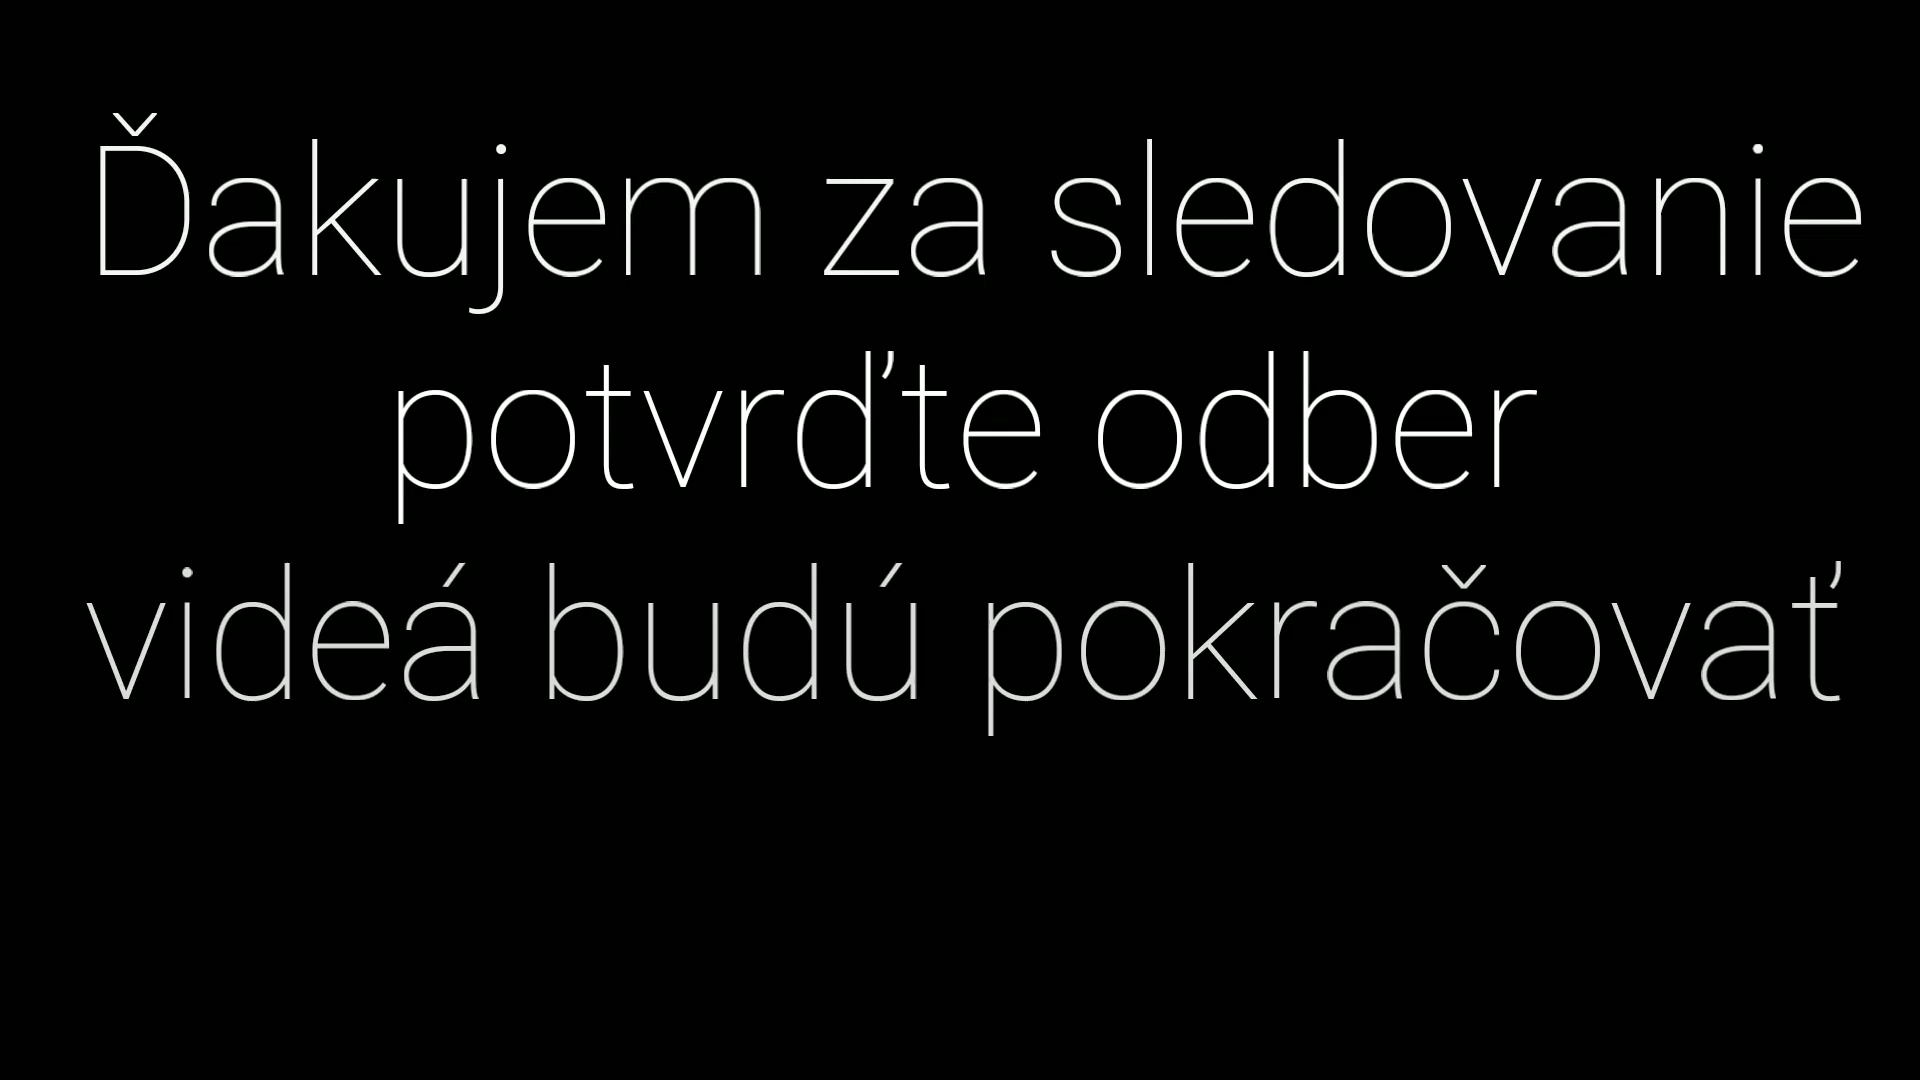 Ďakujem za sledovanie
potvrďte odber
videá budú pokračovať